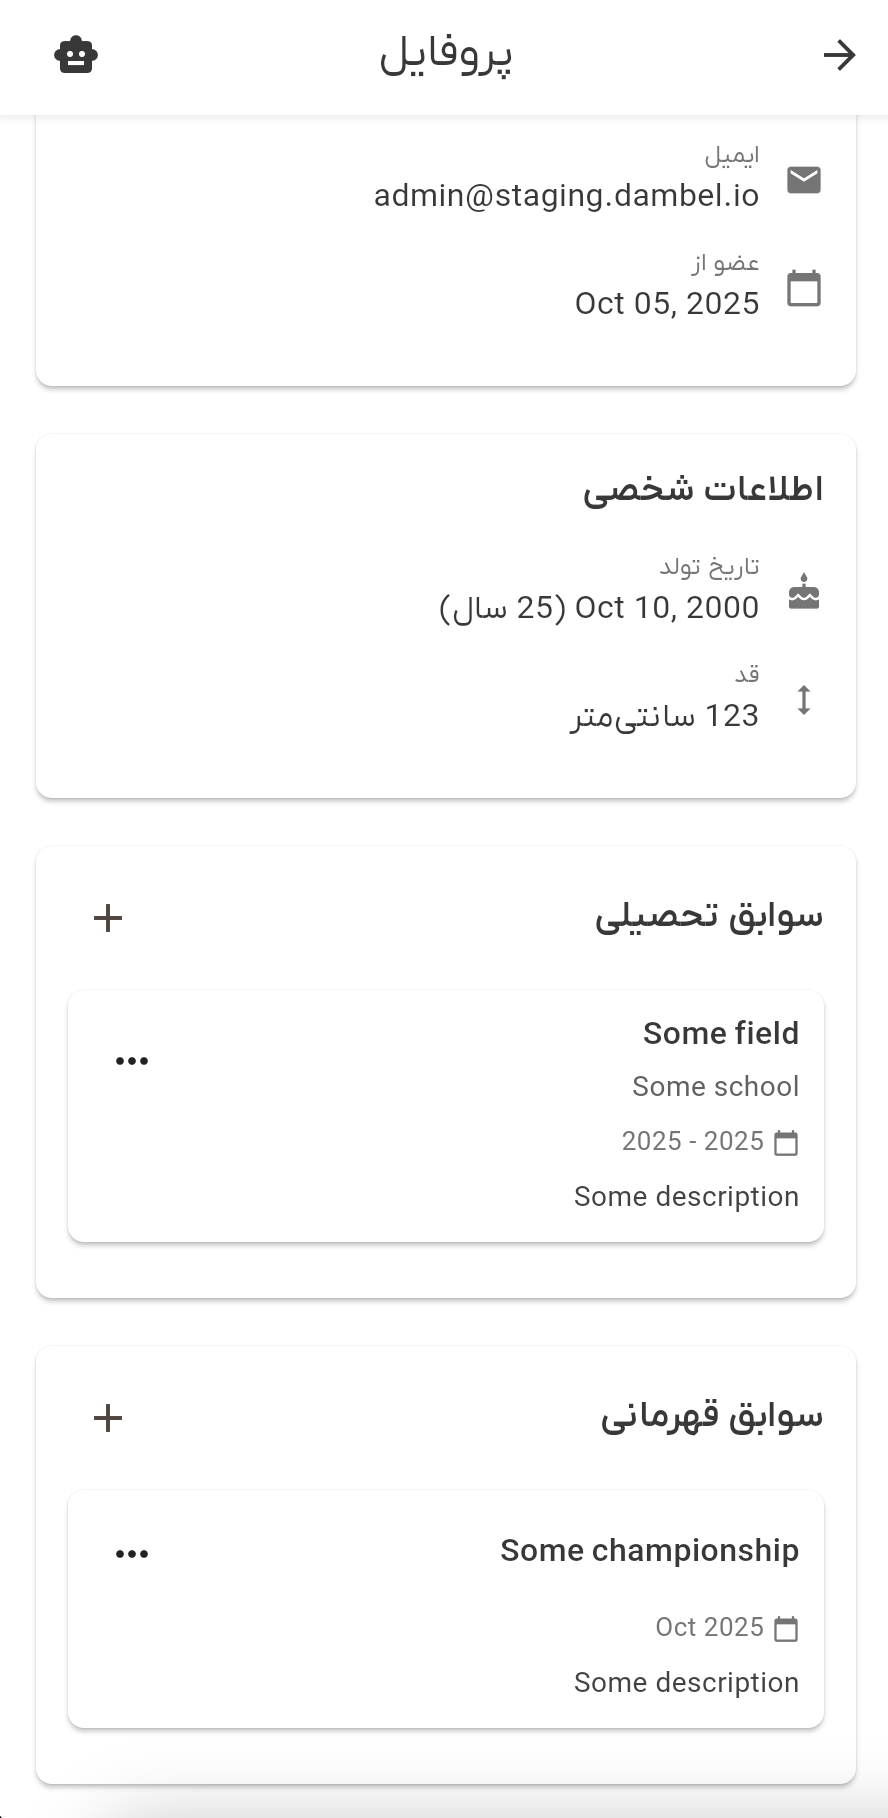 پروفایل
ایمیل
admin@staging.dambel.io
عضو از
Oct 05, 2025
اطلاعات شخصی
تاریخ تولد
Oct 10, 2000 (25 سال)
قد
123 سانتی‌متر
سوابق تحصیلی
Some field
Some school
2025 - 2025
Some description
سوابق قهرمانی
Some championship
Oct 2025
Some description